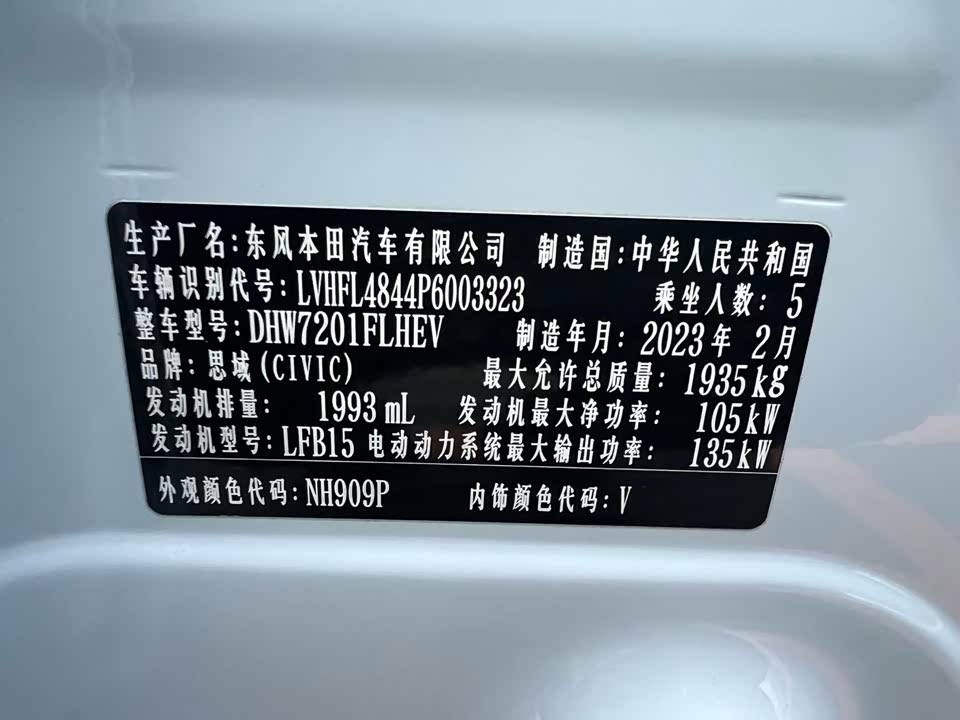 生产厂名:东风本田汽车有限公司 制造国:中华人民共和国
车辆识别代号:LVHFL4844P6003323 乘坐人数: 5
整车型号:DHW7201FLHEV 制造年月:2023年 2月
品牌:思域(CIVIC) 最大允许总质量: 1935kg
发动机排量: 1993mL 发动机最大净功率: 105kW
发动机型号:LFB15 电动动力系统最大输出功率: 135kW
外观颜色代码:NH909P 内饰颜色代码:V